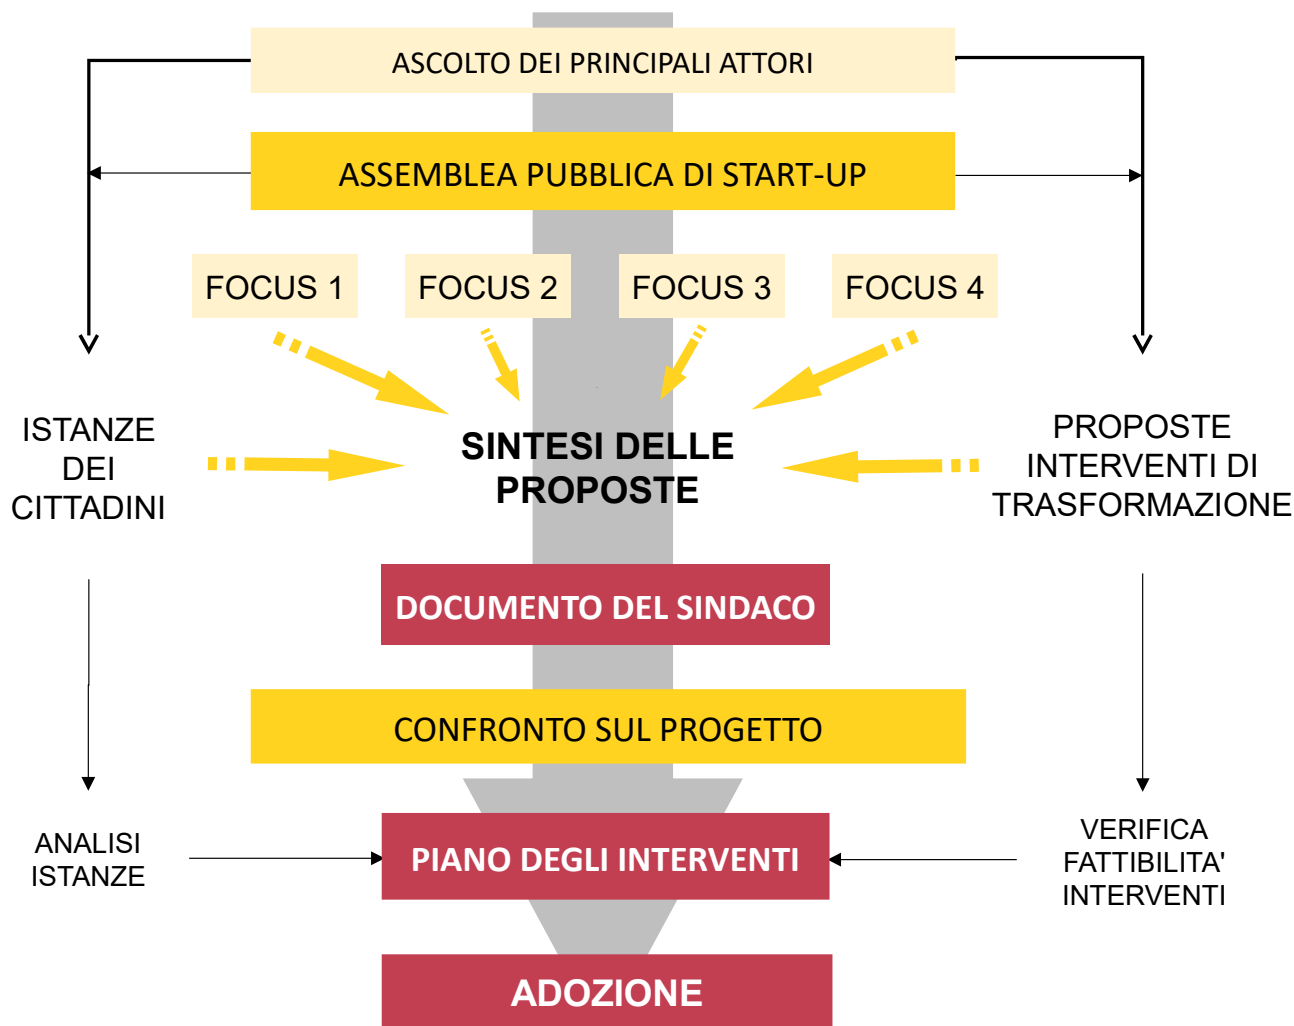 ASCOLTO DEI PRINCIPALI ATTORI
ASSEMBLEA PUBBLICA DI START-UP
FOCUS 1
FOCUS 2
FOCUS 3
FOCUS 4
ISTANZE
DEI
CITTADINI
SINTESI DELLE
PROPOSTE
PROPOSTE
INTERVENTI DI
TRASFORMAZIONE
DOCUMENTO DEL SINDACO
CONFRONTO SUL PROGETTO
ANALISI
ISTANZE
PIANO DEGLI INTERVENTI
VERIFICA
FATTIBILITA'
INTERVENTI
ADOZIONE